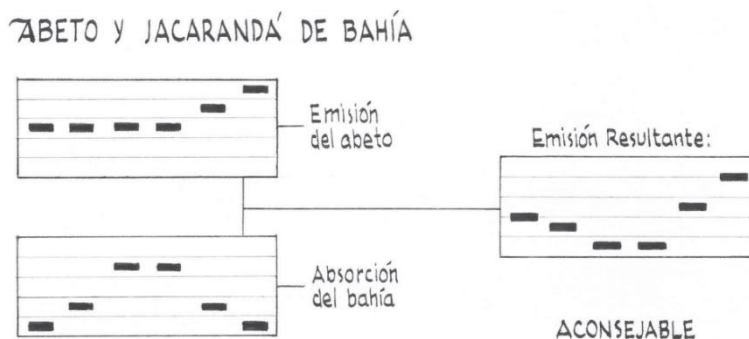 ABETO Y JACARANDÁ DE BAHÍA
Emisión
del abeto
Emisión Resultante:
Absorción
del bahía
ACONSEJABLE